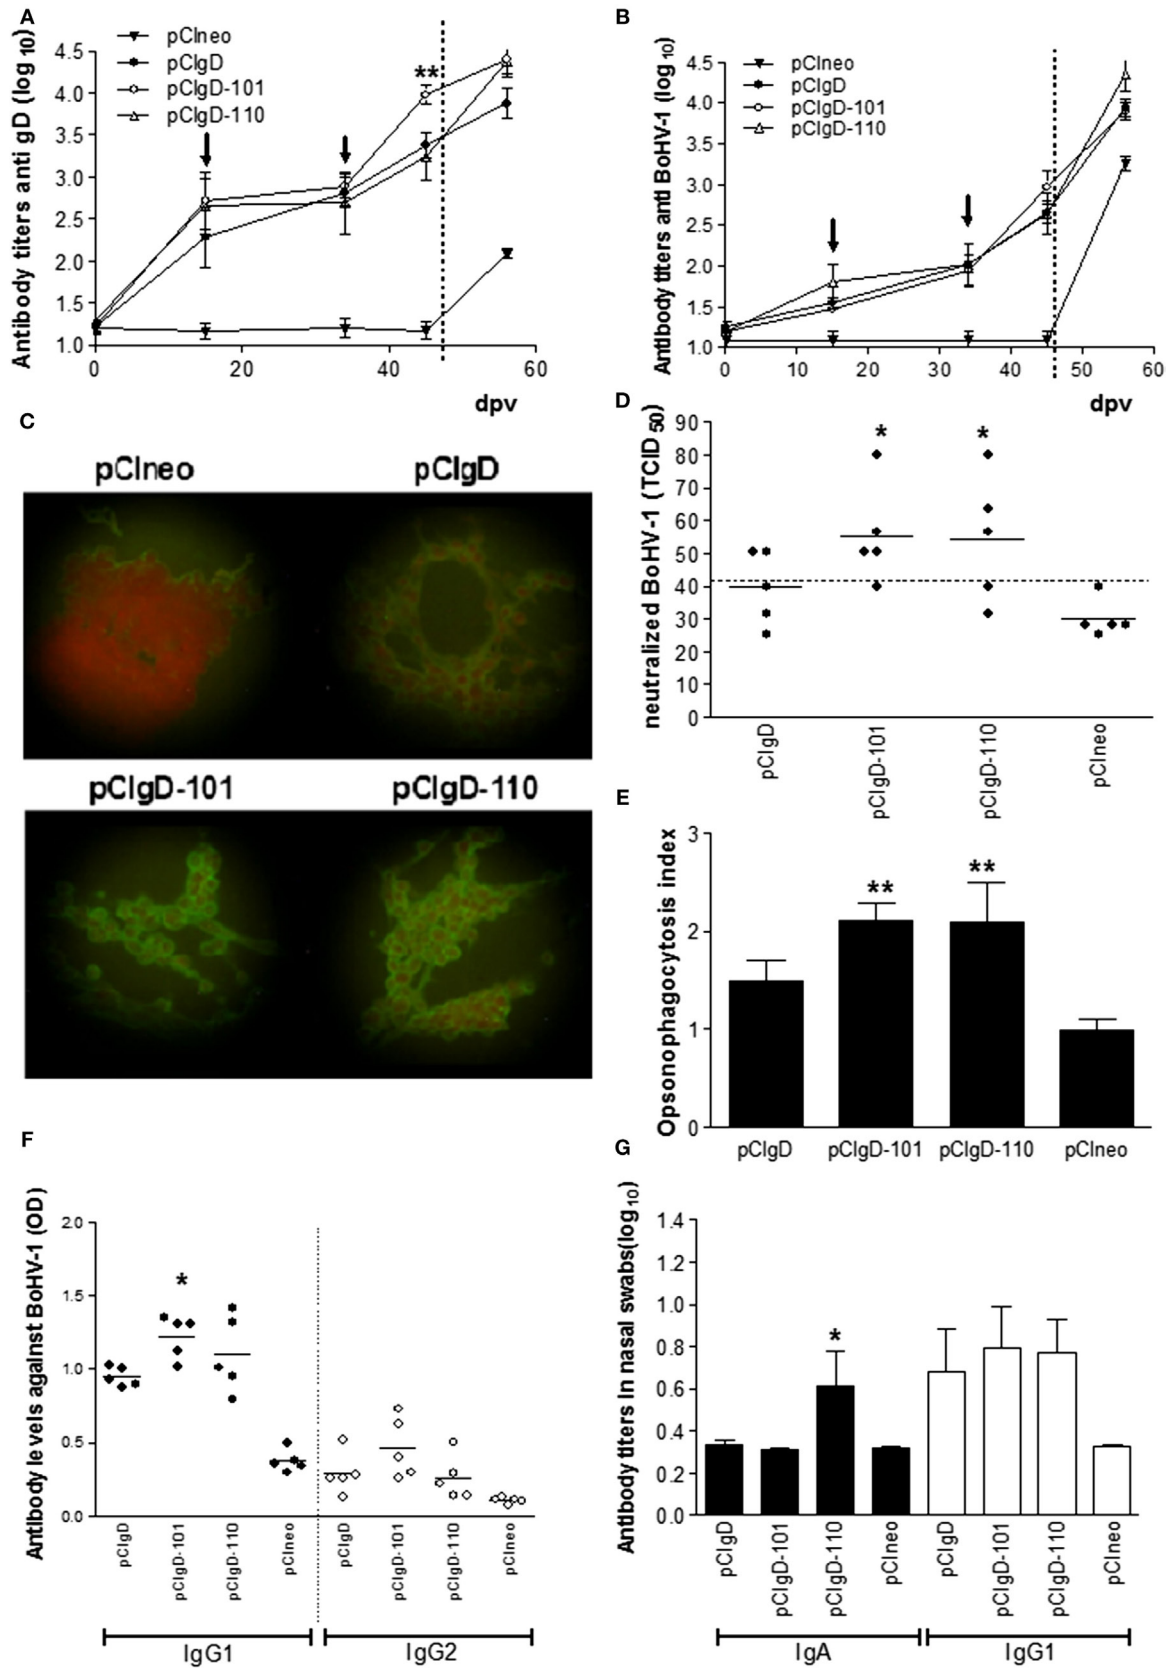 A
Antibody titers anti gD (log 10)
pCIneo
pCIgD
pCIgD-101
pCIgD-110
**
4.5
4.0
3.5
3.0
2.5
2.0
1.5
1.0
0
20
40
60
dpv
B
Antibody titers anti BoHV-1 (log 10)
pCIneo
pCIgD
pCIgD-101
pCIgD-110
4.5
4.0
3.5
3.0
2.5
2.0
1.5
1.0
0
10
20
30
40
50
60
dpv
C
pCIneo
pCIgD
pCIgD-101
pCIgD-110
D
neutralized BoHV-1 (TCID 50)
90
80
70
60
50
40
30
20
10
0
*
*
pCIgD
pCIgD-101
pCIgD-110
pCIneo
E
Opsonophagocytosis index
3
2
1
0
**
**
pCIgD
pCIgD-101
pCIgD-110
pCIneo
F
Antibody levels against BoHV-1 (OD)
2.0
1.5
1.0
0.5
0.0
*
pCIgD
pCIgD-101
pCIgD-110
pCIneo
pCIgD
pCIgD-101
pCIgD-110
pCIneo
IgG1
IgG2
G
Antibody titers in nasal swabs(log10)
1.4
1.2
1.0
0.8
0.6
0.4
0.2
0.0
*
pCIgD
pCIgD-101
pCIgD-110
pCIneo
pCIgD
pCIgD-101
pCIgD-110
pCIneo
IgA
IgG1